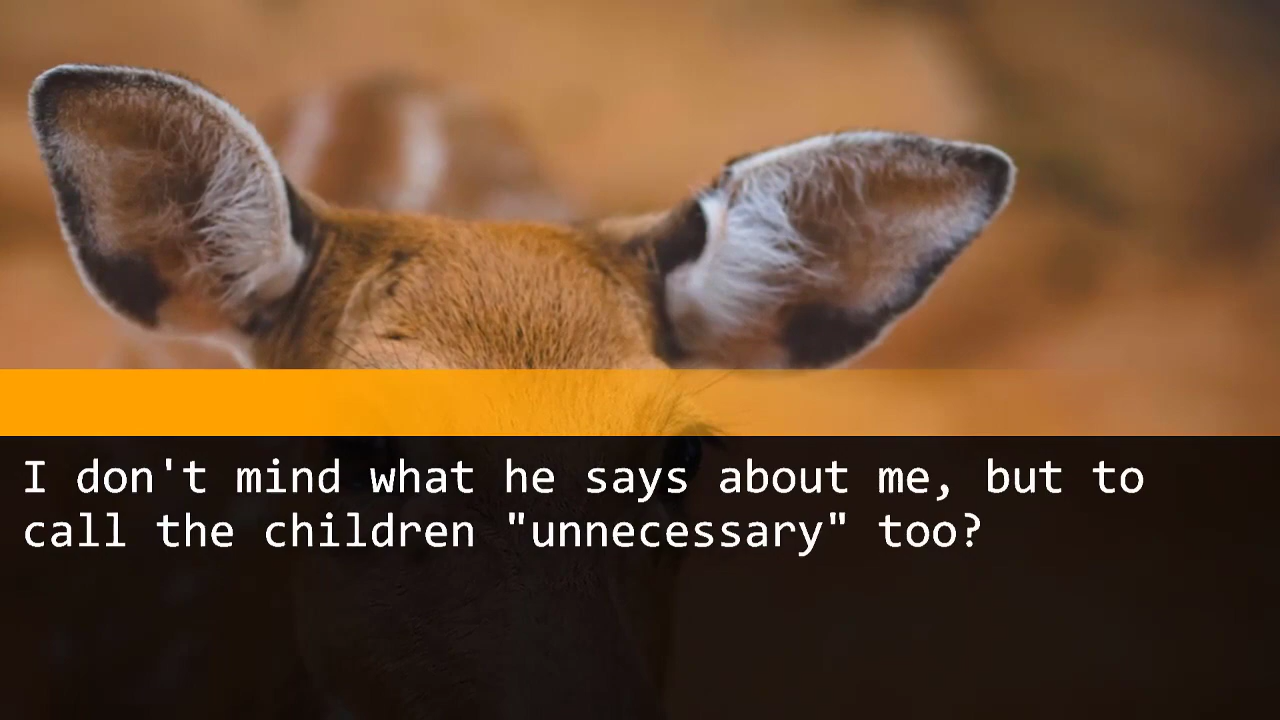 I don't mind what he says about me, but to
call the children "unnecessary" too?